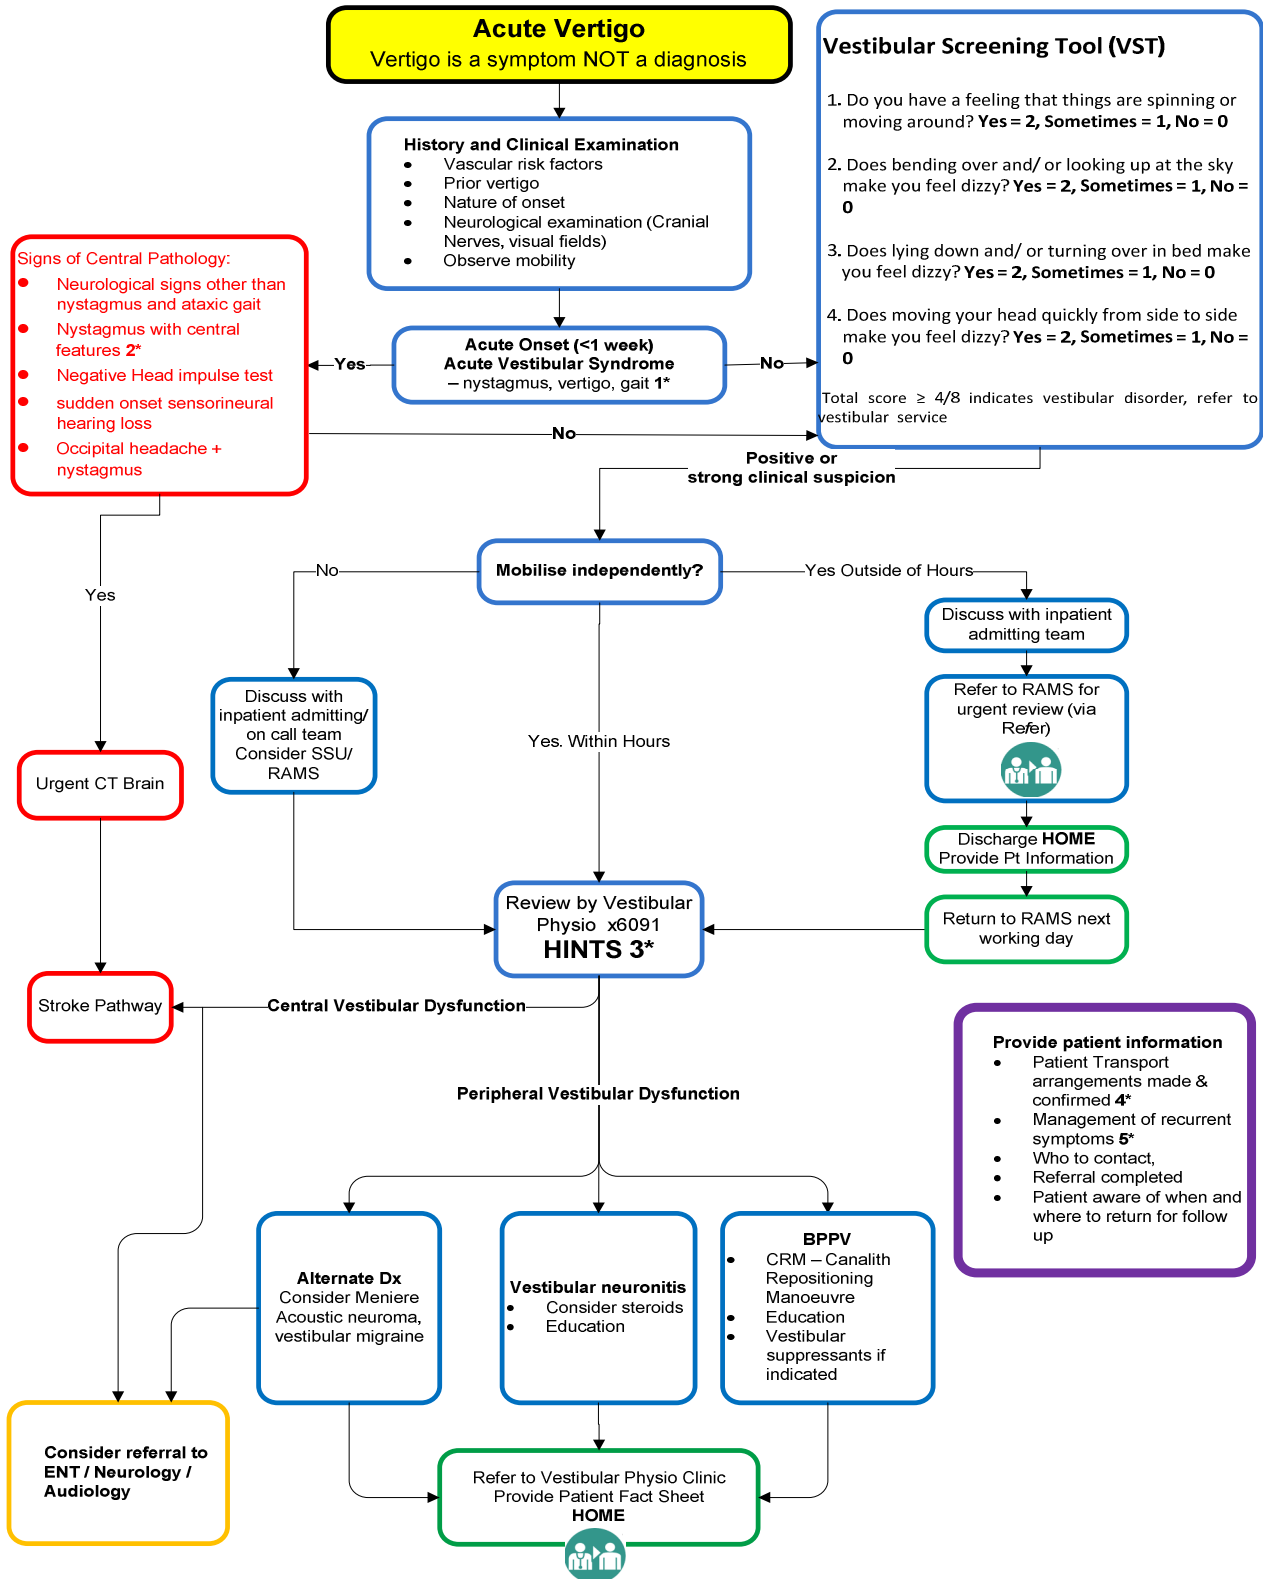 Acute Vertigo
Vertigo is a symptom NOT a diagnosis
Vestibular Screening Tool (VST)
1. Do you have a feeling that things are spinning or
moving around? Yes = 2, Sometimes = 1, No = 0
2. Does bending over and/ or looking up at the sky
make you feel dizzy? Yes = 2, Sometimes = 1, No =
0
3. Does lying down and/ or turning over in bed make
you feel dizzy? Yes = 2, Sometimes = 1, No = 0
4. Does moving your head quickly from side to side
make you feel dizzy? Yes = 2, Sometimes = 1, No =
0
Total score ≥ 4/8 indicates vestibular disorder, refer to
vestibular service
History and Clinical Examination
• Vascular risk factors
• Prior vertigo
• Nature of onset
• Neurological examination (Cranial
Nerves, visual fields)
• Observe mobility
Signs of Central Pathology:
• Neurological signs other than
nystagmus and ataxic gait
• Nystagmus with central
features 2*
• Negative Head impulse test
• sudden onset sensorineural
hearing loss
• Occipital headache +
nystagmus
Yes
Acute Onset (<1 week)
Acute Vestibular Syndrome
– nystagmus, vertigo, gait 1*
No
No
Positive or
strong clinical suspicion
No
Mobilise independently?
Yes Outside of Hours
Yes
Discuss with inpatient
admitting team
Discuss with
inpatient admitting/
on call team
Consider SSU/
RAMS
Refer to RAMS for
urgent review (via
Refer)
Yes. Within Hours
Urgent CT Brain
Discharge HOME
Provide Pt Information
Review by Vestibular
Physio x6091
HINTS 3*
Return to RAMS next
working day
Stroke Pathway
Central Vestibular Dysfunction
Peripheral Vestibular Dysfunction
Provide patient information
• Patient Transport
arrangements made &
confirmed 4*
• Management of recurrent
symptoms 5*
• Who to contact,
• Referral completed
• Patient aware of when and
where to return for follow
up
Alternate Dx
Consider Meniere
Acoustic neuroma,
vestibular migraine
Vestibular neuronitis
• Consider steroids
• Education
BPPV
• CRM – Canalith
Repositioning
Manoeuvre
• Education
• Vestibular
suppressants if
indicated
Consider referral to
ENT / Neurology /
Audiology
Refer to Vestibular Physio Clinic
Provide Patient Fact Sheet
HOME